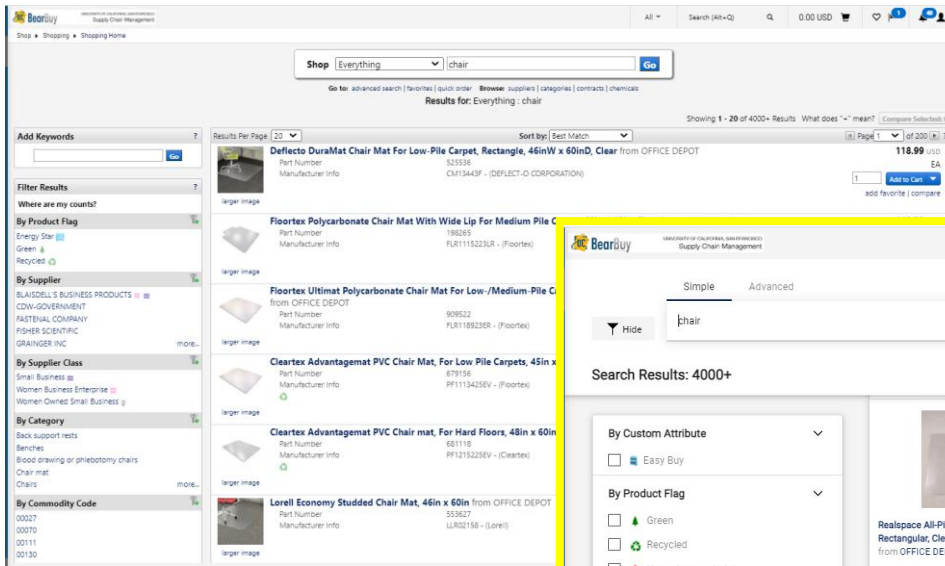 BearBuy
UNIVERSITY OF CALIFORNIA, SAN FRANCISCO
Supply Chain Management
All
Search (Alt+Q)
0.00 USD
Shop ▸ Shopping ▸ Shopping Home
Shop Everything chair Go
Go to: advanced search | favorites | quick order Browse: suppliers | categories | contracts | chemicals
Results for: Everything : chair
Showing 1 - 20 of 4000+ Results What does "+" mean? Compare Selected:
Add Keywords ?
Go
Filter Results ?
Where are my counts?
By Product Flag
Energy Star
Green
Recycled
By Supplier
BLAISDELL'S BUSINESS PRODUCTS
CDW-GOVERNMENT
FASTENAL COMPANY
FISHER SCIENTIFIC
GRAINGER INC more...
By Supplier Class
Small Business
Women Business Enterprise
Women Owned Small Business
By Category
Back support rests
Benches
Blood drawing or phlebotomy chairs
Chair mat
Chairs more...
By Commodity Code
00027
00070
00111
00130
Results Per Page 20 Sort by: Best Match Page 1 of 200
Deflecto DuraMat Chair Mat For Low-Pile Carpet, Rectangle, 46inW x 60inD, Clear from OFFICE DEPOT 118.99 USD
Part Number 525536 EA
Manufacturer Info CM13443F - (DEFLECT-O CORPORATION) 1 Add to Cart
larger image add favorite | compare
Floortex Polycarbonate Chair Mat With Wide Lip For Medium Pile C
Part Number 198265
Manufacturer Info FLR1115223LR - (Floortex)
larger image
Floortex Ultimat Polycarbonate Chair Mat For Low-/Medium-Pile Ca
from OFFICE DEPOT
Part Number 909522
Manufacturer Info FLR118923ER - (Floortex)
larger image
Cleartex Advantagemat PVC Chair Mat, For Low Pile Carpets, 45in x
Part Number 679156
Manufacturer Info PF1113425EV - (Floortex)
larger image
Cleartex Advantagemat PVC Chair mat, For Hard Floors, 48in x 60in
Part Number 681118
Manufacturer Info PF1215225EV - (Cleartex)
larger image
Lorell Economy Studded Chair Mat, 46in x 60in from OFFICE DEPOT
Part Number 553627
Manufacturer Info LLR02158 - (Lorell)
larger image
UC BearBuy
UNIVERSITY OF CALIFORNIA, SAN FRANCISCO
Supply Chain Management
Simple Advanced
Hide chair
Search Results: 4000+
By Custom Attribute
Easy Buy
By Product Flag
Green
Recycled
Realspace All-Pi
Rectangular, Cle
from OFFICE DE